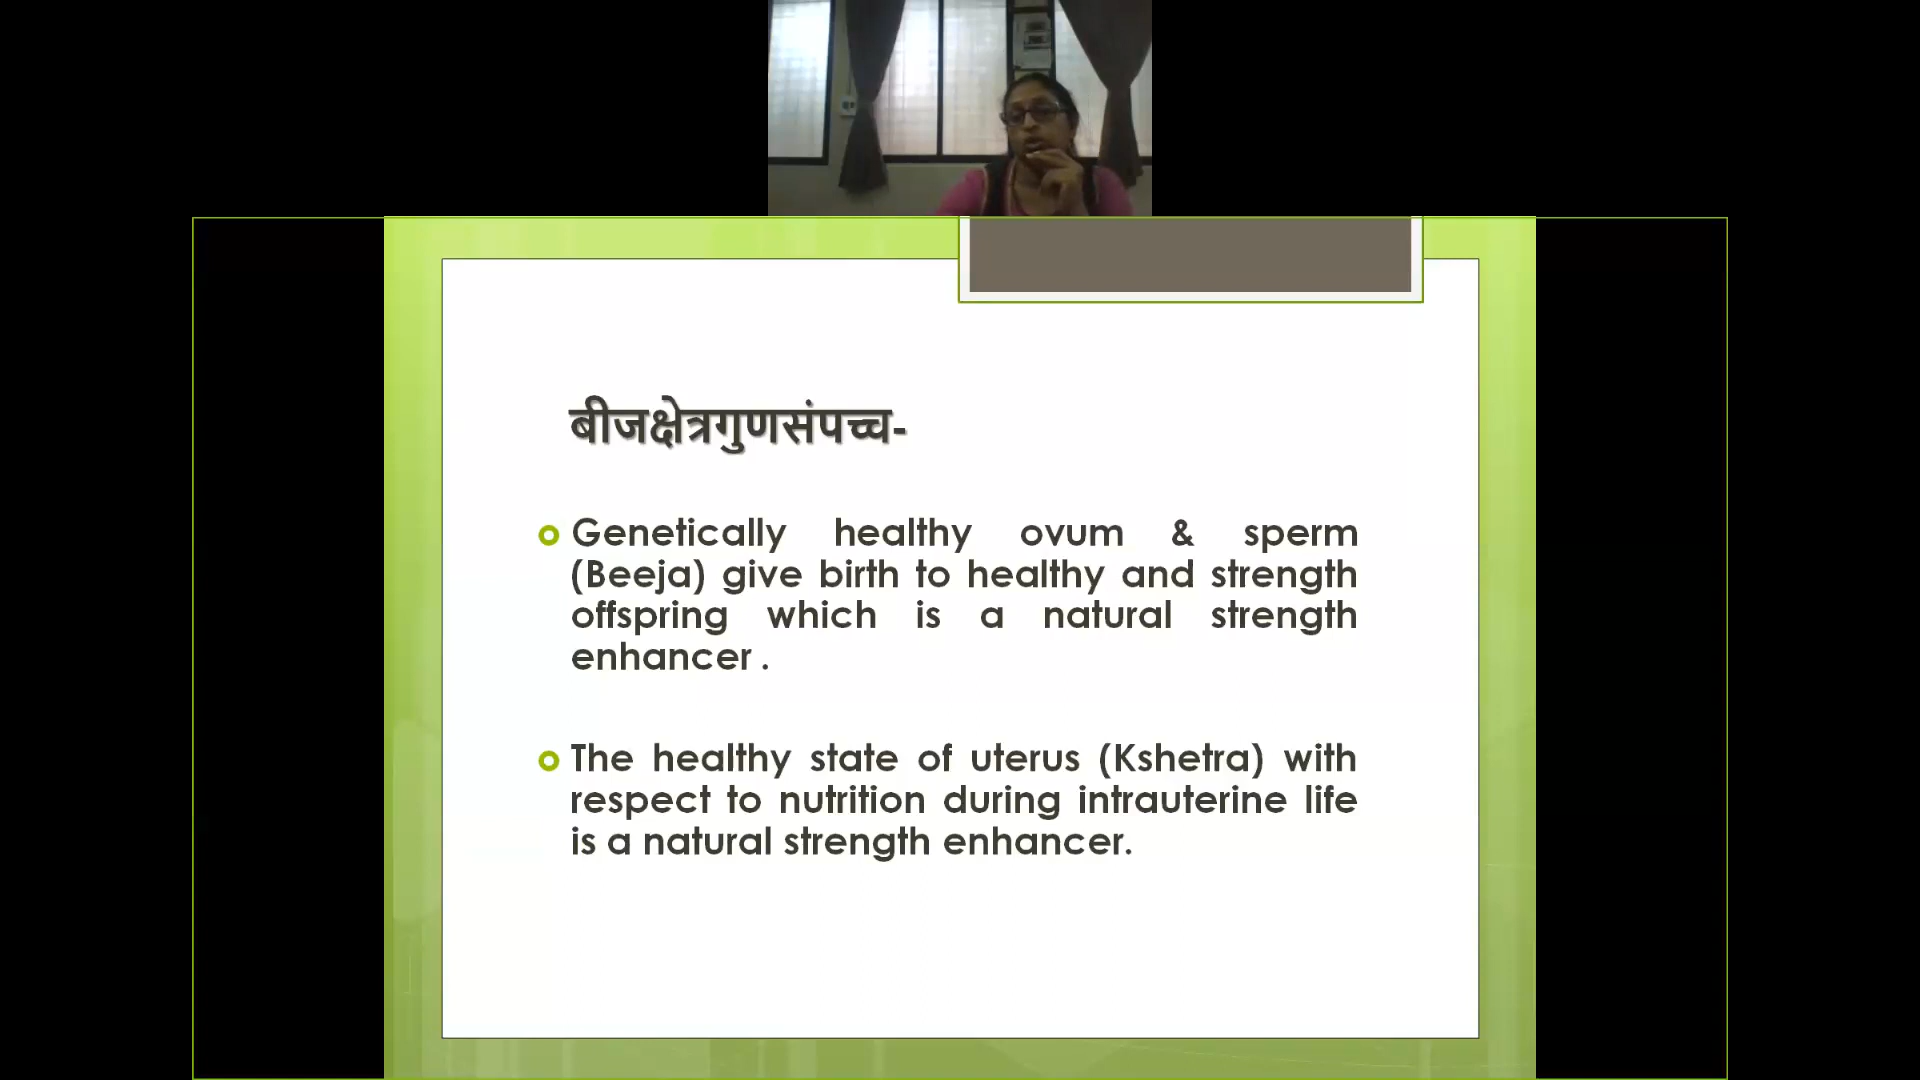 बीजक्षेत्रगुणसंपच्च-
Genetically healthy ovum & sperm
(Beeja) give birth to healthy and strength
offspring which is a natural strength
enhancer .
The healthy state of uterus (Kshetra) with
respect to nutrition during intrauterine life
is a natural strength enhancer.